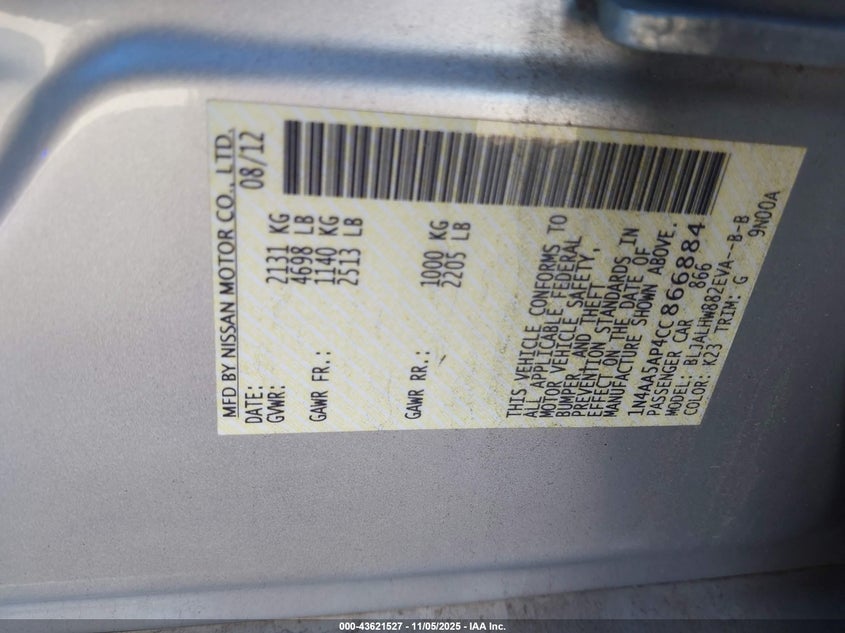 MFD BY NISSAN MOTOR CO., LTD.
DATE: 08/12
GVWR: 2131 KG
4698 LB
GAWR FR.: 1140 KG
2513 LB
GAWR RR.: 1000 KG
2205 LB
THIS VEHICLE CONFORMS TO
ALL APPLICABLE FEDERAL
MOTOR VEHICLE SAFETY,
BUMPER, AND THEFT
PREVENTION STANDARDS IN
EFFECT ON THE DATE OF
MANUFACTURE SHOWN ABOVE.
1N4AA5AP4CC866884
PASSENGER CAR 866
MODEL: BLJALHW882EVA--B-B
COLOR: K23 TRIM: G 9N00A
000-43621527 - 11/05/2025 - IAA Inc.